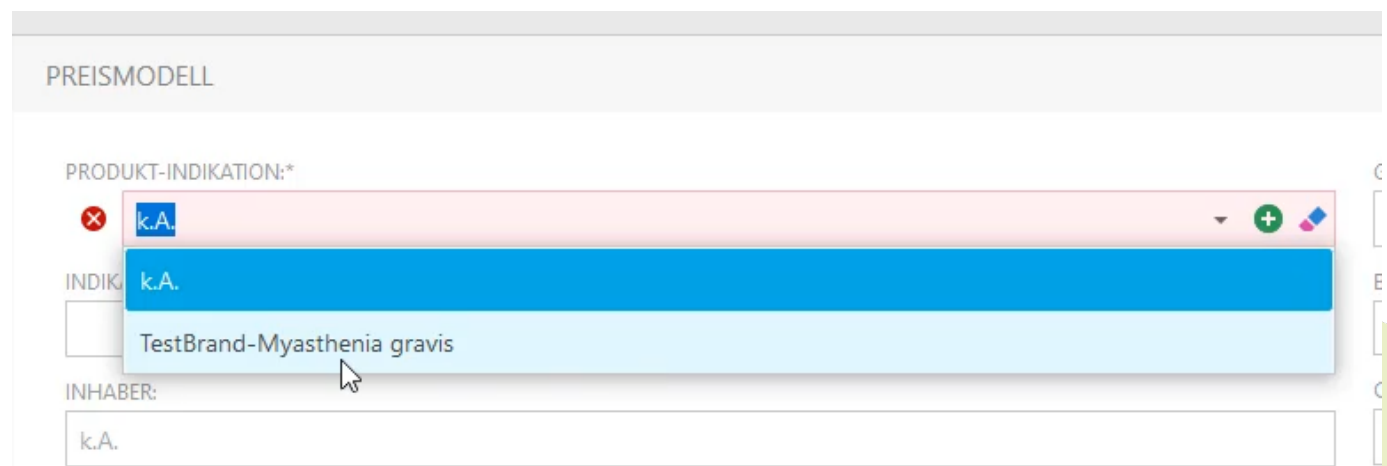 PREISMODELL
PRODUKT-INDIKATION:*
k.A.
k.A.
TestBrand-Myasthenia gravis
INHABER:
k.A.